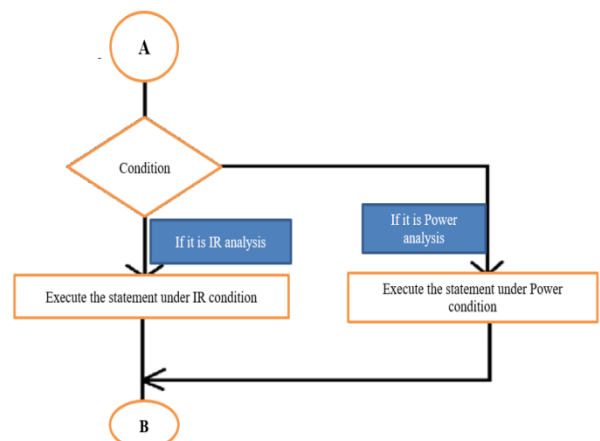 A
Condition
If it is IR analysis
If it is Power
analysis
Execute the statement under IR condition
Execute the statement under Power
condition
B